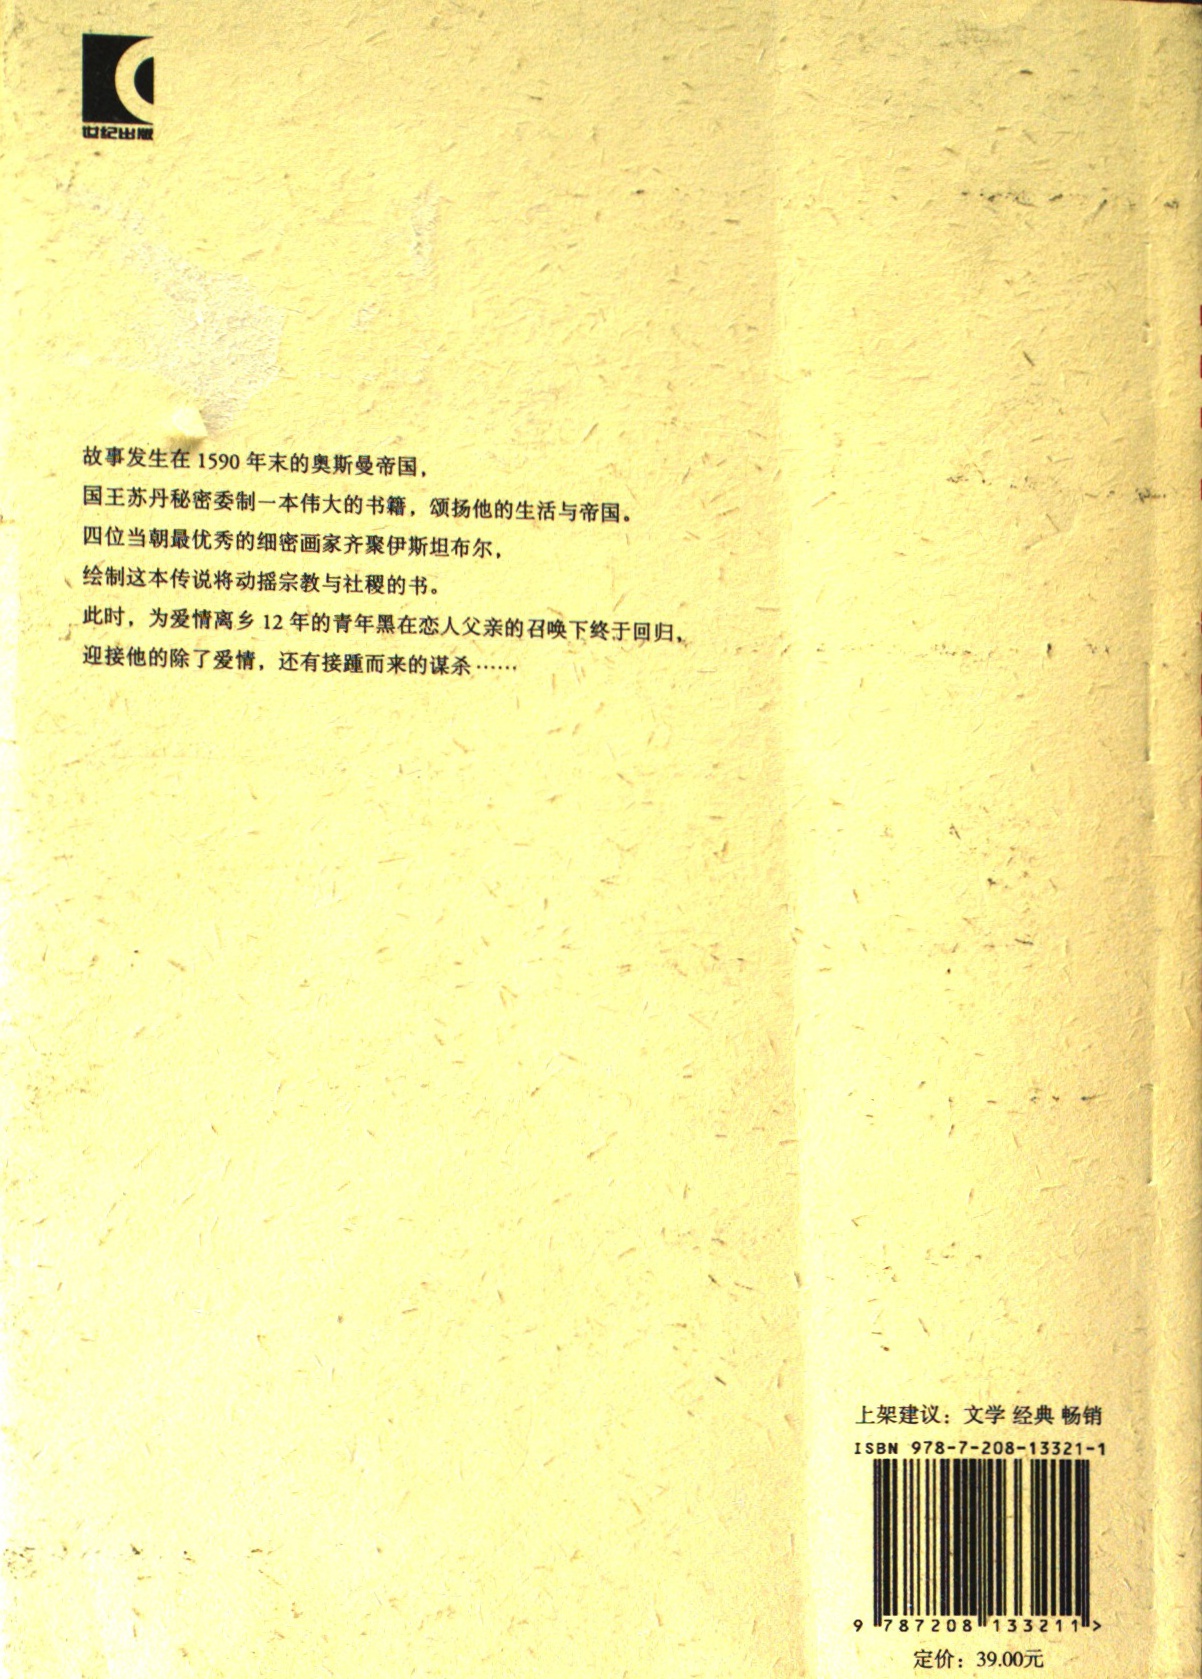 世纪出版
故事发生在 1590 年末的奥斯曼帝国，
国王苏丹秘密委制一本伟大的书籍，颂扬他的生活与帝国。
四位当朝最优秀的细密画家齐聚伊斯坦布尔，
绘制这本传说将动摇宗教与社稷的书。
此时，为爱情离乡 12 年的青年黑在恋人父亲的召唤下终于回归，
迎接他的除了爱情，还有接踵而来的谋杀……
上架建议：文学 经典 畅销
ISBN 978-7-208-13321-1
9 787208 133211 >
定价：39.00元